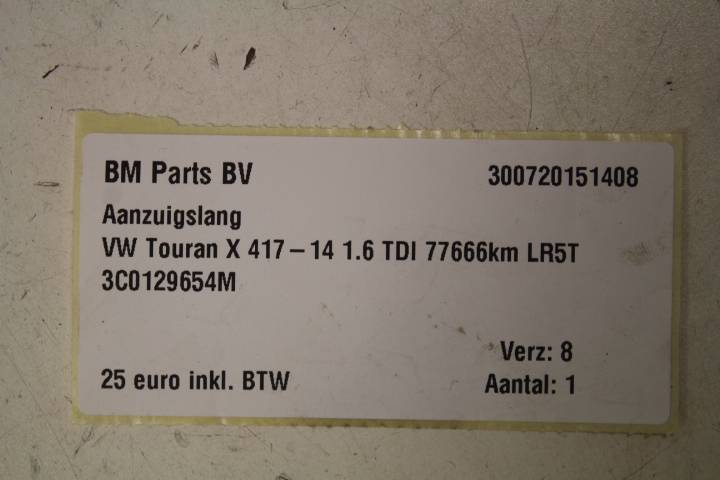 BM Parts BV 300720151408
Aanzuigslang
VW Touran X 417-14 1.6 TDI 77666km LR5T
3C0129654M
Verz: 8
25 euro inkl. BTW Aantal: 1